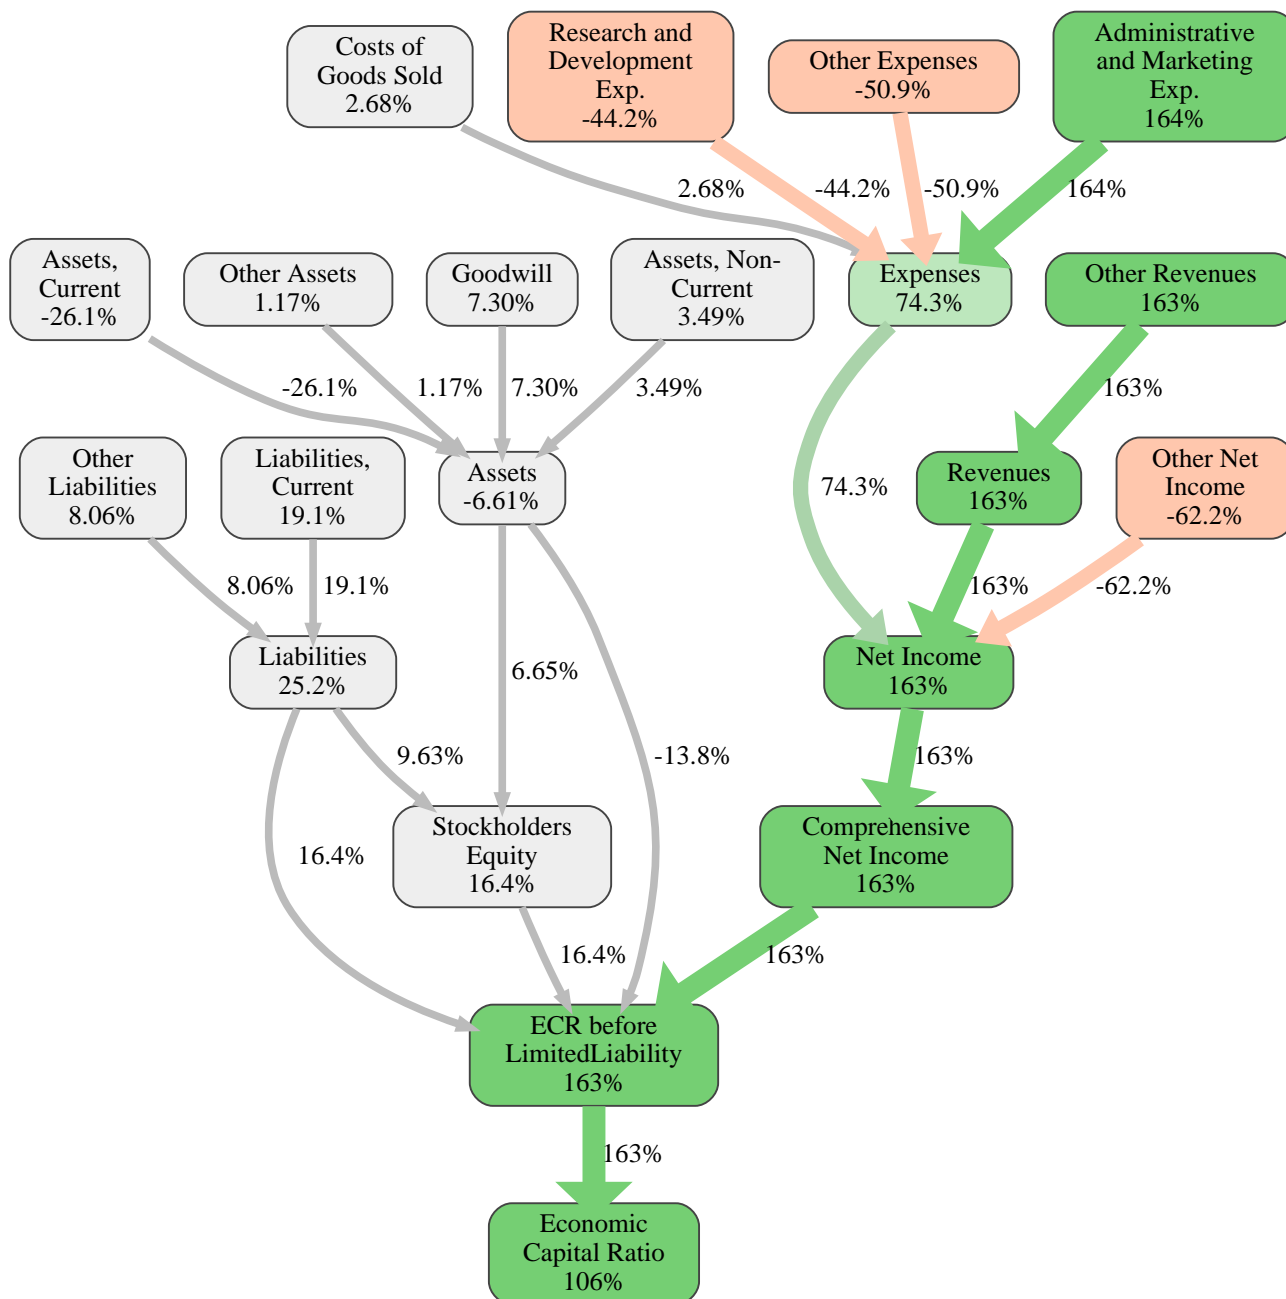 Costs of
Goods Sold
2.68%
Research and
Development
Exp.
-44.2%
Other Expenses
-50.9%
Administrative
and Marketing
Exp.
164%
2.68%
-44.2%
-50.9%
164%
Assets,
Current
-26.1%
Other Assets
1.17%
Goodwill
7.30%
Assets, Non-
Current
3.49%
Expenses
74.3%
Other Revenues
163%
-26.1%
1.17%
7.30%
3.49%
163%
Other
Liabilities
8.06%
Liabilities,
Current
19.1%
Assets
-6.61%
74.3%
Revenues
163%
Other Net
Income
-62.2%
8.06%
19.1%
163%
-62.2%
Liabilities
25.2%
6.65%
Net Income
163%
9.63%
-13.8%
163%
Stockholders
Equity
16.4%
Comprehensive
Net Income
163%
16.4%
16.4%
163%
ECR before
LimitedLiability
163%
163%
Economic
Capital Ratio
106%